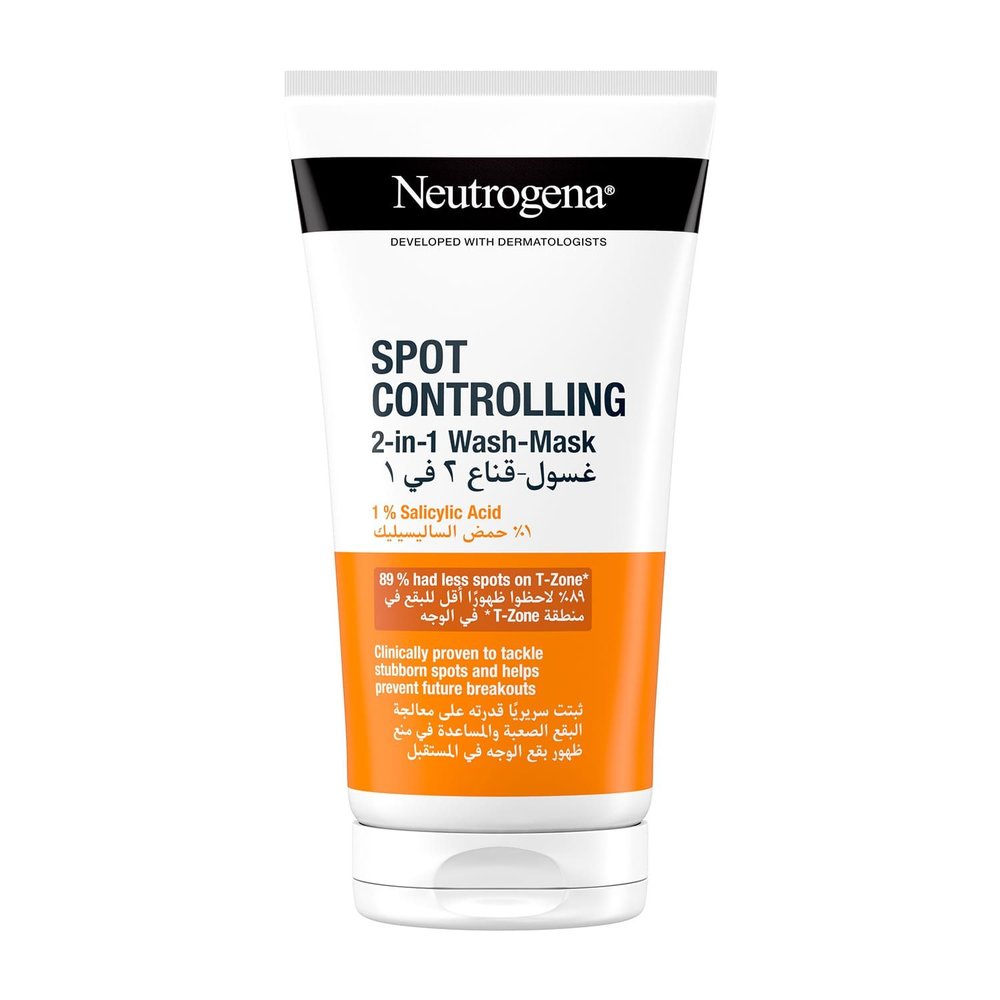 Neutrogena®
DEVELOPED WITH DERMATOLOGISTS
SPOT
CONTROLLING
2-in-1 Wash-Mask
غسول-قناع ٢ في ١
1 % Salicylic Acid
١٪ حمض الساليسيليك
89 % had less spots on T-Zone*
٨٩٪ لاحظوا ظهورًا أقل للبقع في
منطقة T-Zone* في الوجه
Clinically proven to tackle
stubborn spots and helps
prevent future breakouts
ثبتت سريريًا قدرته على معالجة
البقع الصعبة والمساعدة في منع
ظهور بقع الوجه في المستقبل